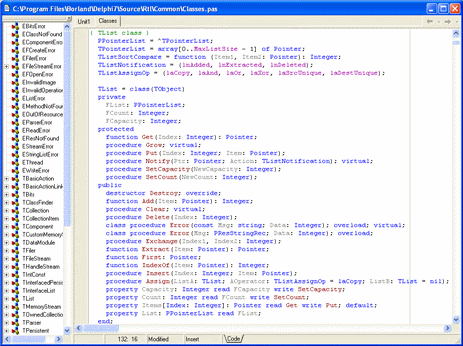 C:\Program Files\Borland\Delphi7\Source\Rtl\Common\Classes.pas
Unit1 Classes
EBitsError
EClassNotFound
EComponentError
EFCreateError
EFilerError
EFileStreamError
EFOpenError
EInvalidImage
EInvalidOperation
EListError
EMethodNotFound
EOutOfResources
EParserError
EReadError
EResNotFound
EStreamError
EStringListError
EThread
EWriteError
TBasicAction
TBasicActionLink
TBits
TClassFinder
TCollection
TCollectionItem
TComponent
TCustomMemoryS
TDataModule
TFiler
TFileStream
THandleStream
TIntConst
TInterfacedPersis
TInterfaceList
TList
TMemoryStream
TOwnedCollection
TParser
TPersistent
{ TList class }
PPointerList = ^TPointerList;
TPointerList = array[0..MaxListSize - 1] of Pointer;
TListSortCompare = function (Item1, Item2: Pointer): Integer;
TListNotification = (lnAdded, lnExtracted, lnDeleted);
TListAssignOp = (laCopy, laAnd, laOr, laXor, laSrcUnique, laDestUnique);
TList = class(TObject)
private
FList: PPointerList;
FCount: Integer;
FCapacity: Integer;
protected
function Get(Index: Integer): Pointer;
procedure Grow; virtual;
procedure Put(Index: Integer; Item: Pointer);
procedure Notify(Ptr: Pointer; Action: TListNotification); virtual;
procedure SetCapacity(NewCapacity: Integer);
procedure SetCount(NewCount: Integer);
public
destructor Destroy; override;
function Add(Item: Pointer): Integer;
procedure Clear; virtual;
procedure Delete(Index: Integer);
class procedure Error(const Msg: string; Data: Integer); overload; virtual;
class procedure Error(Msg: PResStringRec; Data: Integer); overload;
procedure Exchange(Index1, Index2: Integer);
function Extract(Item: Pointer): Pointer;
function First: Pointer;
function IndexOf(Item: Pointer): Integer;
procedure Insert(Index: Integer; Item: Pointer);
procedure Assign(ListA: TList; AOperator: TListAssignOp = laCopy; ListB: TList = nil);
property Capacity: Integer read FCapacity write SetCapacity;
property Count: Integer read FCount write SetCount;
property Items[Index: Integer]: Pointer read Get write Put; default;
property List: PPointerList read FList;
end;
132: 16 Modified Insert Code